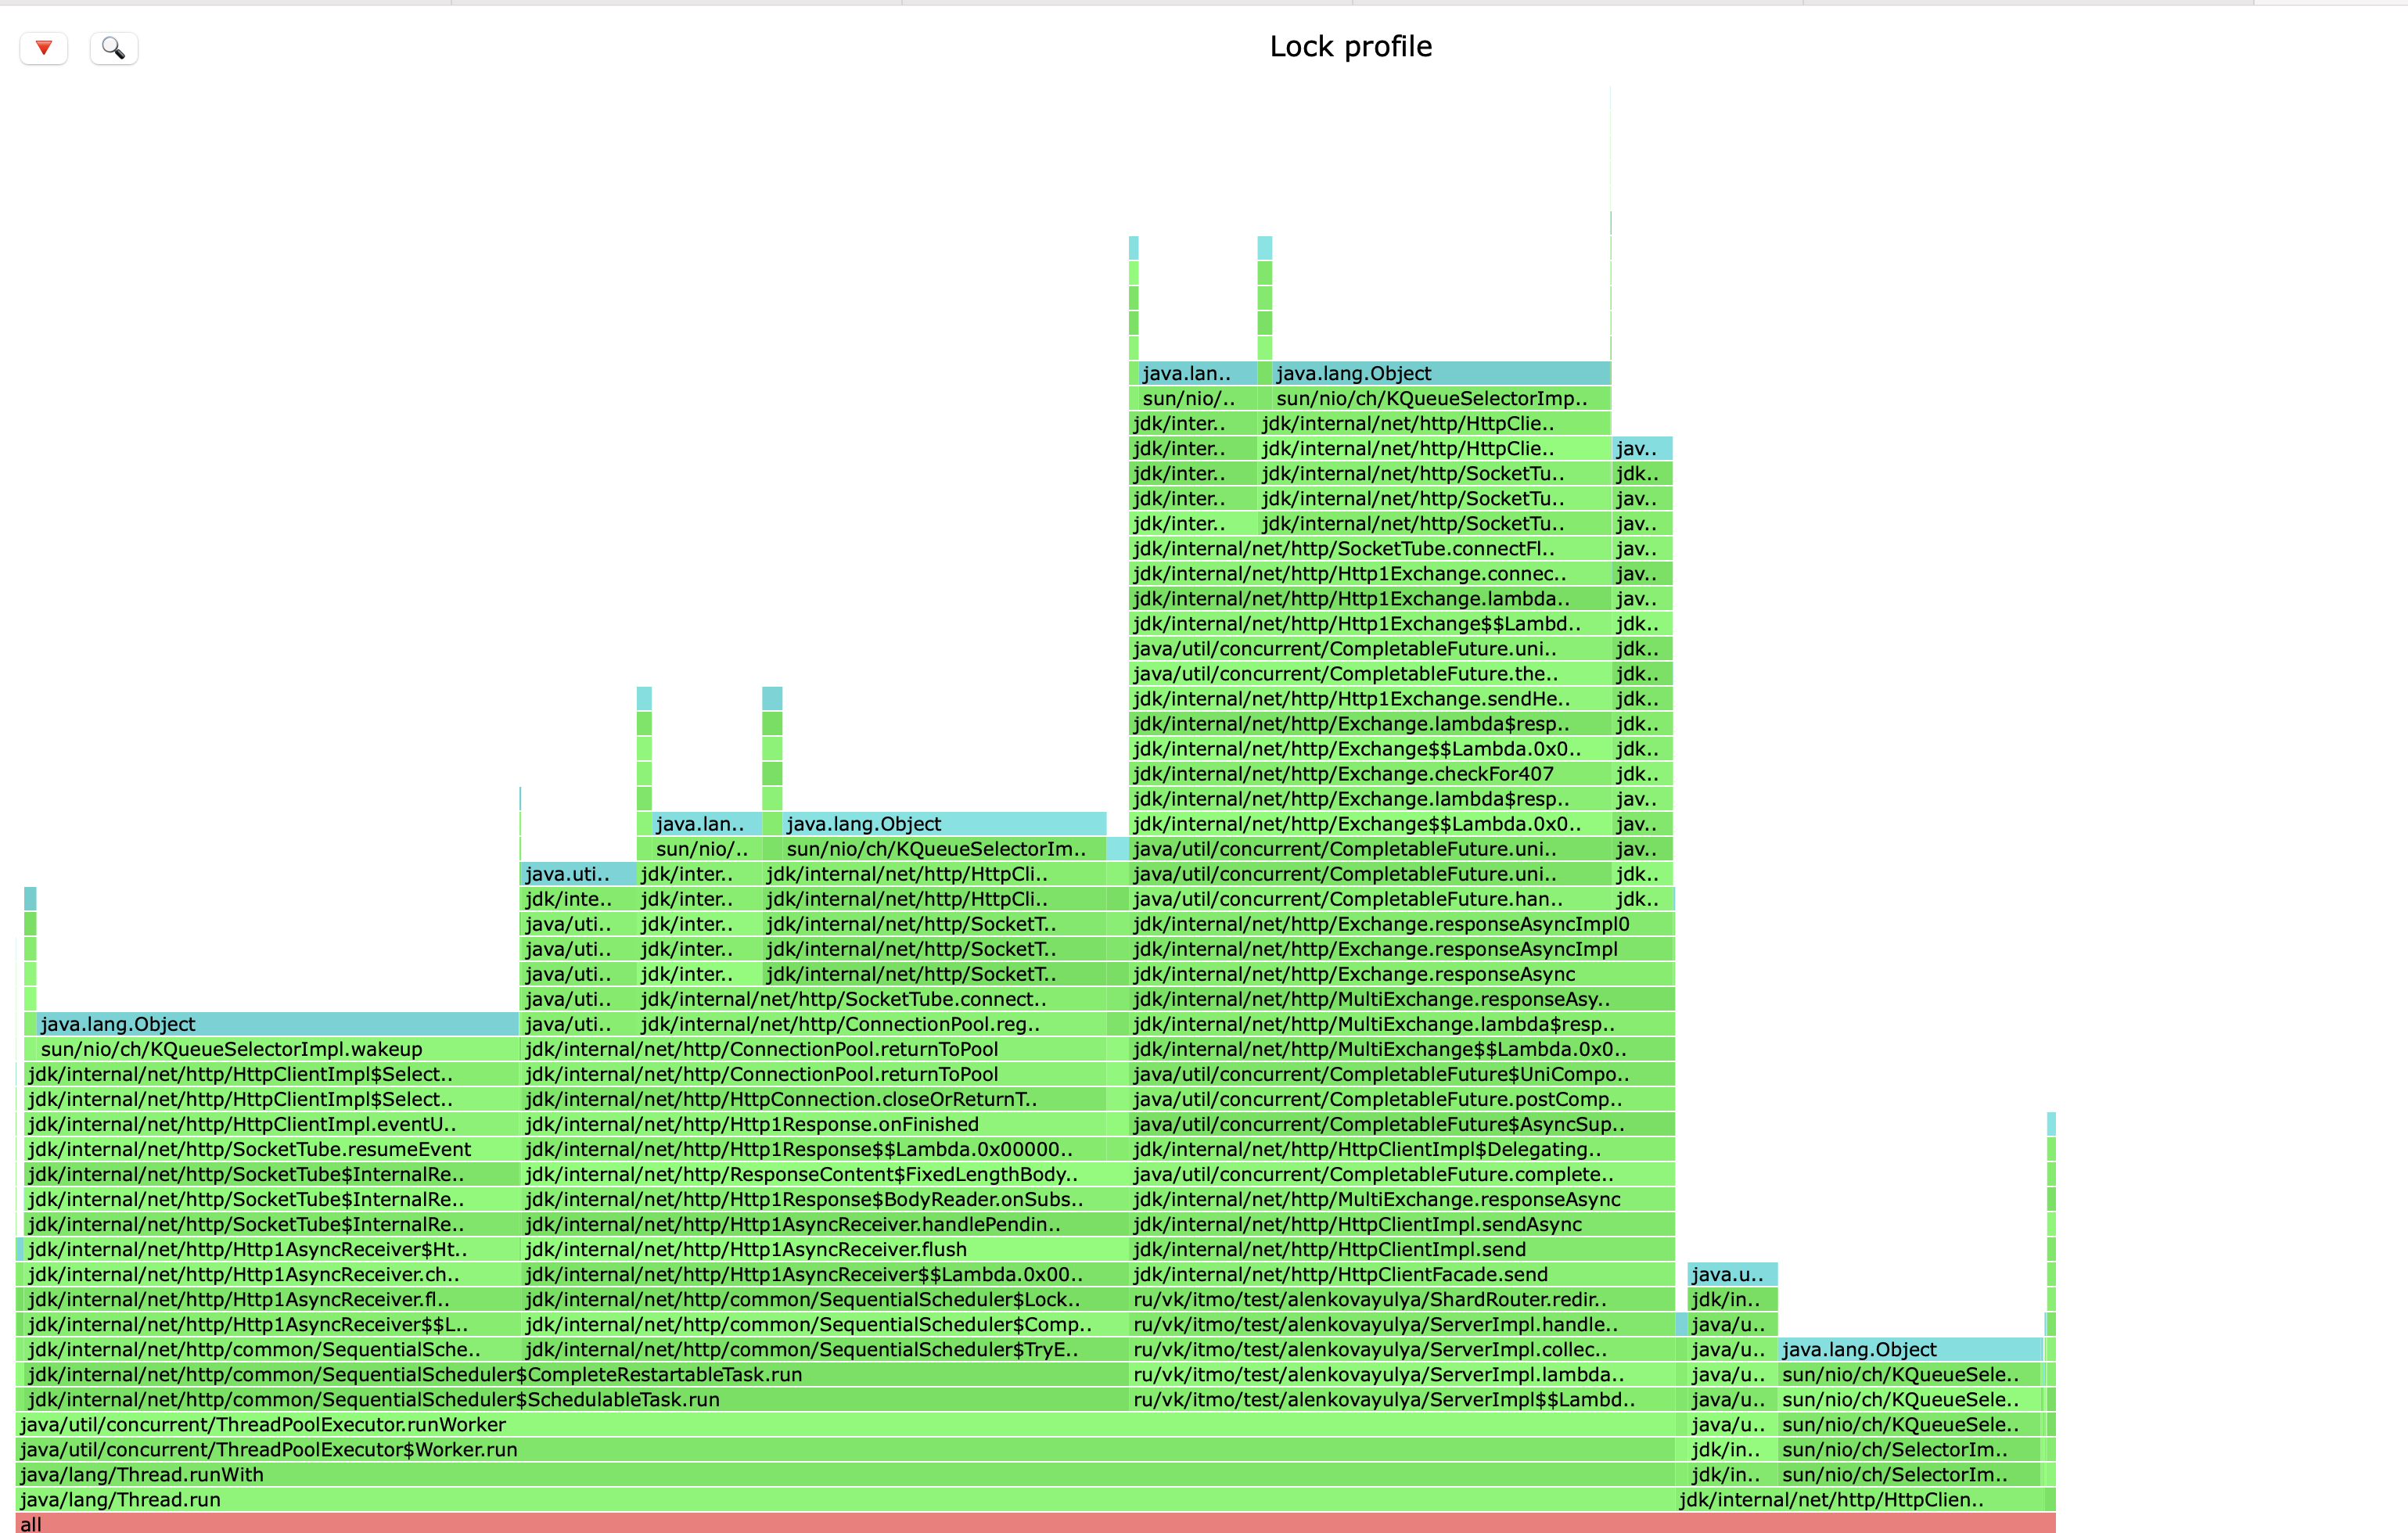 Lock profile
java.lan.. java.lang.Object
sun/nio/.. sun/nio/ch/KQueueSelectorImp..
jdk/inter.. jdk/internal/net/http/HttpClie..
jdk/inter.. jdk/internal/net/http/HttpClie.. jav..
jdk/inter.. jdk/internal/net/http/SocketTu.. jdk..
jdk/inter.. jdk/internal/net/http/SocketTu.. jav..
jdk/inter.. jdk/internal/net/http/SocketTu.. jav..
jdk/internal/net/http/SocketTube.connectFl.. jav..
jdk/internal/net/http/Http1Exchange.connec.. jav..
jdk/internal/net/http/Http1Exchange.lambda.. jav..
jdk/internal/net/http/Http1Exchange$$Lambd.. jdk..
java/util/concurrent/CompletableFuture.uni.. jdk..
java/util/concurrent/CompletableFuture.the.. jdk..
jdk/internal/net/http/Http1Exchange.sendHe.. jdk..
jdk/internal/net/http/Exchange.lambda$resp.. jdk..
jdk/internal/net/http/Exchange$$Lambda.0x0.. jdk..
jdk/internal/net/http/Exchange.checkFor407 jdk..
jdk/internal/net/http/Exchange.lambda$resp.. jav..
java.lan.. java.lang.Object jdk/internal/net/http/Exchange$$Lambda.0x0.. jav..
sun/nio/.. sun/nio/ch/KQueueSelectorIm.. java/util/concurrent/CompletableFuture.uni.. jav..
java.uti.. jdk/inter.. jdk/internal/net/http/HttpCli.. java/util/concurrent/CompletableFuture.uni.. jdk..
jdk/inte.. jdk/inter.. jdk/internal/net/http/HttpCli.. java/util/concurrent/CompletableFuture.han.. jdk..
java/uti.. jdk/inter.. jdk/internal/net/http/SocketT.. jdk/internal/net/http/Exchange.responseAsyncImpl0
java/uti.. jdk/inter.. jdk/internal/net/http/SocketT.. jdk/internal/net/http/Exchange.responseAsyncImpl
java/uti.. jdk/inter.. jdk/internal/net/http/SocketT.. jdk/internal/net/http/Exchange.responseAsync
java/uti.. jdk/internal/net/http/SocketTube.connect.. jdk/internal/net/http/MultiExchange.responseAsy..
java.lang.Object java/uti.. jdk/internal/net/http/ConnectionPool.reg.. jdk/internal/net/http/MultiExchange.lambda$resp..
sun/nio/ch/KQueueSelectorImpl.wakeup jdk/internal/net/http/ConnectionPool.returnToPool jdk/internal/net/http/MultiExchange$$Lambda.0x0..
jdk/internal/net/http/HttpClientImpl$Select.. jdk/internal/net/http/ConnectionPool.returnToPool java/util/concurrent/CompletableFuture$UniCompo..
jdk/internal/net/http/HttpClientImpl$Select.. jdk/internal/net/http/HttpConnection.closeOrReturnT.. java/util/concurrent/CompletableFuture.postComp..
jdk/internal/net/http/HttpClientImpl.eventU.. jdk/internal/net/http/Http1Response.onFinished java/util/concurrent/CompletableFuture$AsyncSup..
jdk/internal/net/http/SocketTube.resumeEvent jdk/internal/net/http/Http1Response$$Lambda.0x00000.. jdk/internal/net/http/HttpClientImpl$Delegating..
jdk/internal/net/http/SocketTube$InternalRe.. jdk/internal/net/http/ResponseContent$FixedLengthBody.. java/util/concurrent/CompletableFuture.complete..
jdk/internal/net/http/SocketTube$InternalRe.. jdk/internal/net/http/Http1Response$BodyReader.onSubs.. jdk/internal/net/http/MultiExchange.responseAsync
jdk/internal/net/http/SocketTube$InternalRe.. jdk/internal/net/http/Http1AsyncReceiver.handlePendin.. jdk/internal/net/http/HttpClientImpl.sendAsync
jdk/internal/net/http/Http1AsyncReceiver$Ht.. jdk/internal/net/http/Http1AsyncReceiver.flush jdk/internal/net/http/HttpClientImpl.send
jdk/internal/net/http/Http1AsyncReceiver.ch.. jdk/internal/net/http/Http1AsyncReceiver$$Lambda.0x00.. jdk/internal/net/http/HttpClientFacade.send java.u..
jdk/internal/net/http/Http1AsyncReceiver.fl.. jdk/internal/net/http/common/SequentialScheduler$Lock.. ru/vk/itmo/test/alenkovayulya/ShardRouter.redir.. jdk/in..
jdk/internal/net/http/Http1AsyncReceiver$$L.. jdk/internal/net/http/common/SequentialScheduler$Comp.. ru/vk/itmo/test/alenkovayulya/ServerImpl.handle.. java/u..
jdk/internal/net/http/common/SequentialSche.. jdk/internal/net/http/common/SequentialScheduler$TryE.. ru/vk/itmo/test/alenkovayulya/ServerImpl.collec.. java/u.. java.lang.Object
jdk/internal/net/http/common/SequentialScheduler$CompleteRestartableTask.run ru/vk/itmo/test/alenkovayulya/ServerImpl.lambda.. java/u.. sun/nio/ch/KQueueSele..
jdk/internal/net/http/common/SequentialScheduler$SchedulableTask.run ru/vk/itmo/test/alenkovayulya/ServerImpl$$Lambd.. java/u.. sun/nio/ch/KQueueSele..
java/util/concurrent/ThreadPoolExecutor.runWorker java/u.. sun/nio/ch/KQueueSele..
java/util/concurrent/ThreadPoolExecutor$Worker.run jdk/in.. sun/nio/ch/SelectorIm..
java/lang/Thread.runWith jdk/in.. sun/nio/ch/SelectorIm..
java/lang/Thread.run jdk/internal/net/http/HttpClien..
all